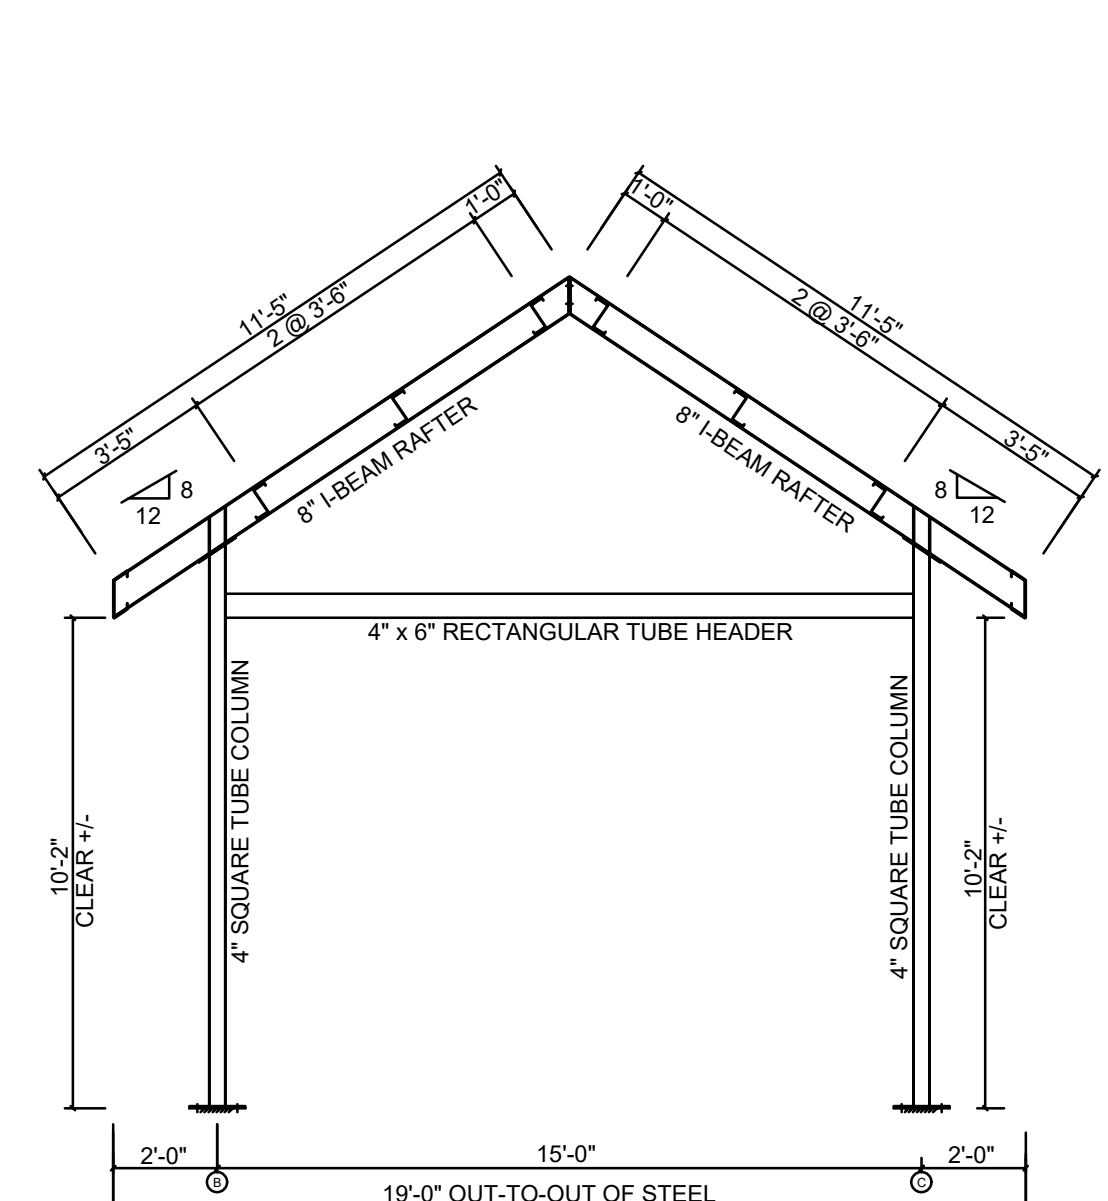 1'-0"
1'-0"
11'-5"
2 @ 3'-6"
11'-5"
2 @ 3'-6"
3'-5"
3'-5"
8" I-BEAM RAFTER
8" I-BEAM RAFTER
8
12
8
12
4" x 6" RECTANGULAR TUBE HEADER
4" SQUARE TUBE COLUMN
4" SQUARE TUBE COLUMN
10'-2"
CLEAR +/-
10'-2"
CLEAR +/-
2'-0"
15'-0"
2'-0"
B
C
19'-0" OUT-TO-OUT OF STEEL